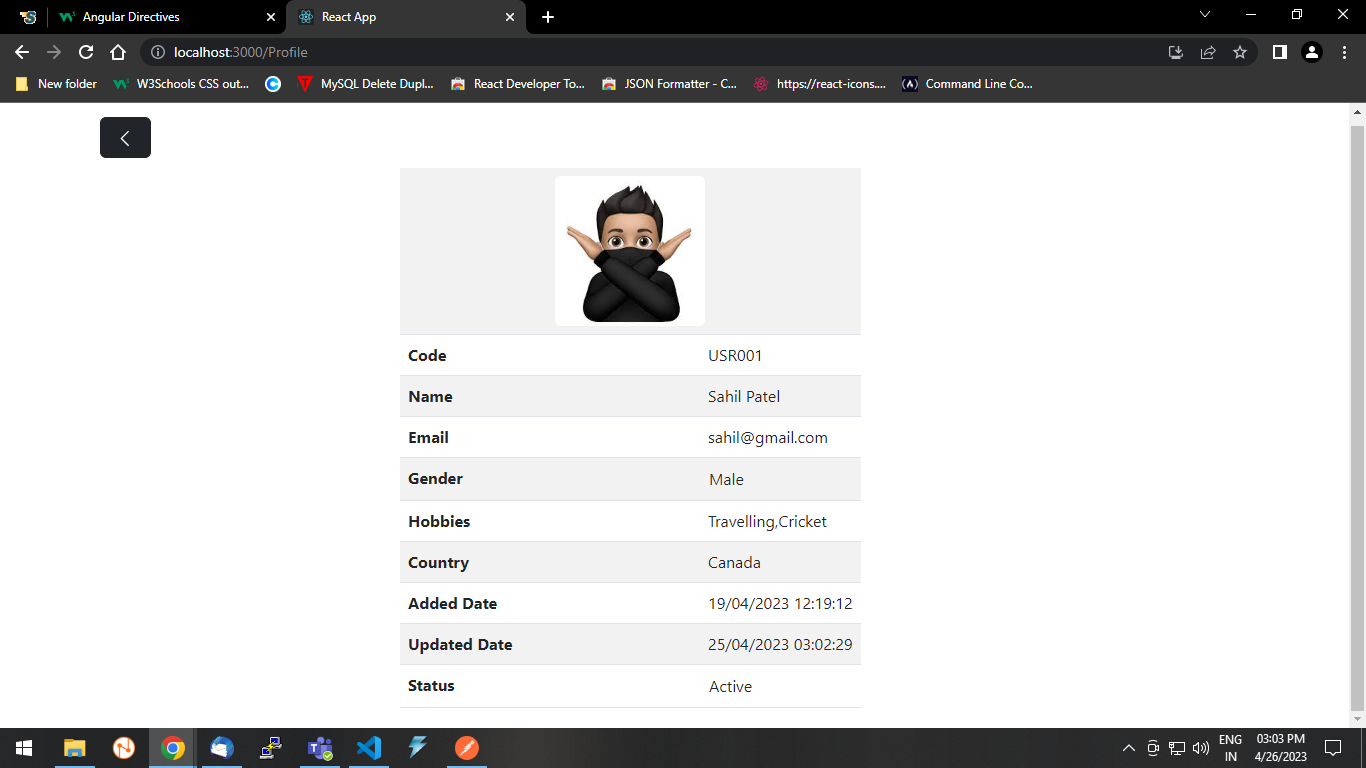 Angular Directives
React App
localhost:3000/Profile
New folder
W3Schools CSS out...
MySQL Delete Dupl...
React Developer To...
JSON Formatter - C...
https://react-icons....
Command Line Co...
Code USR001
Name Sahil Patel
Email sahil@gmail.com
Gender Male
Hobbies Travelling,Cricket
Country Canada
Added Date 19/04/2023 12:19:12
Updated Date 25/04/2023 03:02:29
Status Active
ENG 03:03 PM
IN 4/26/2023